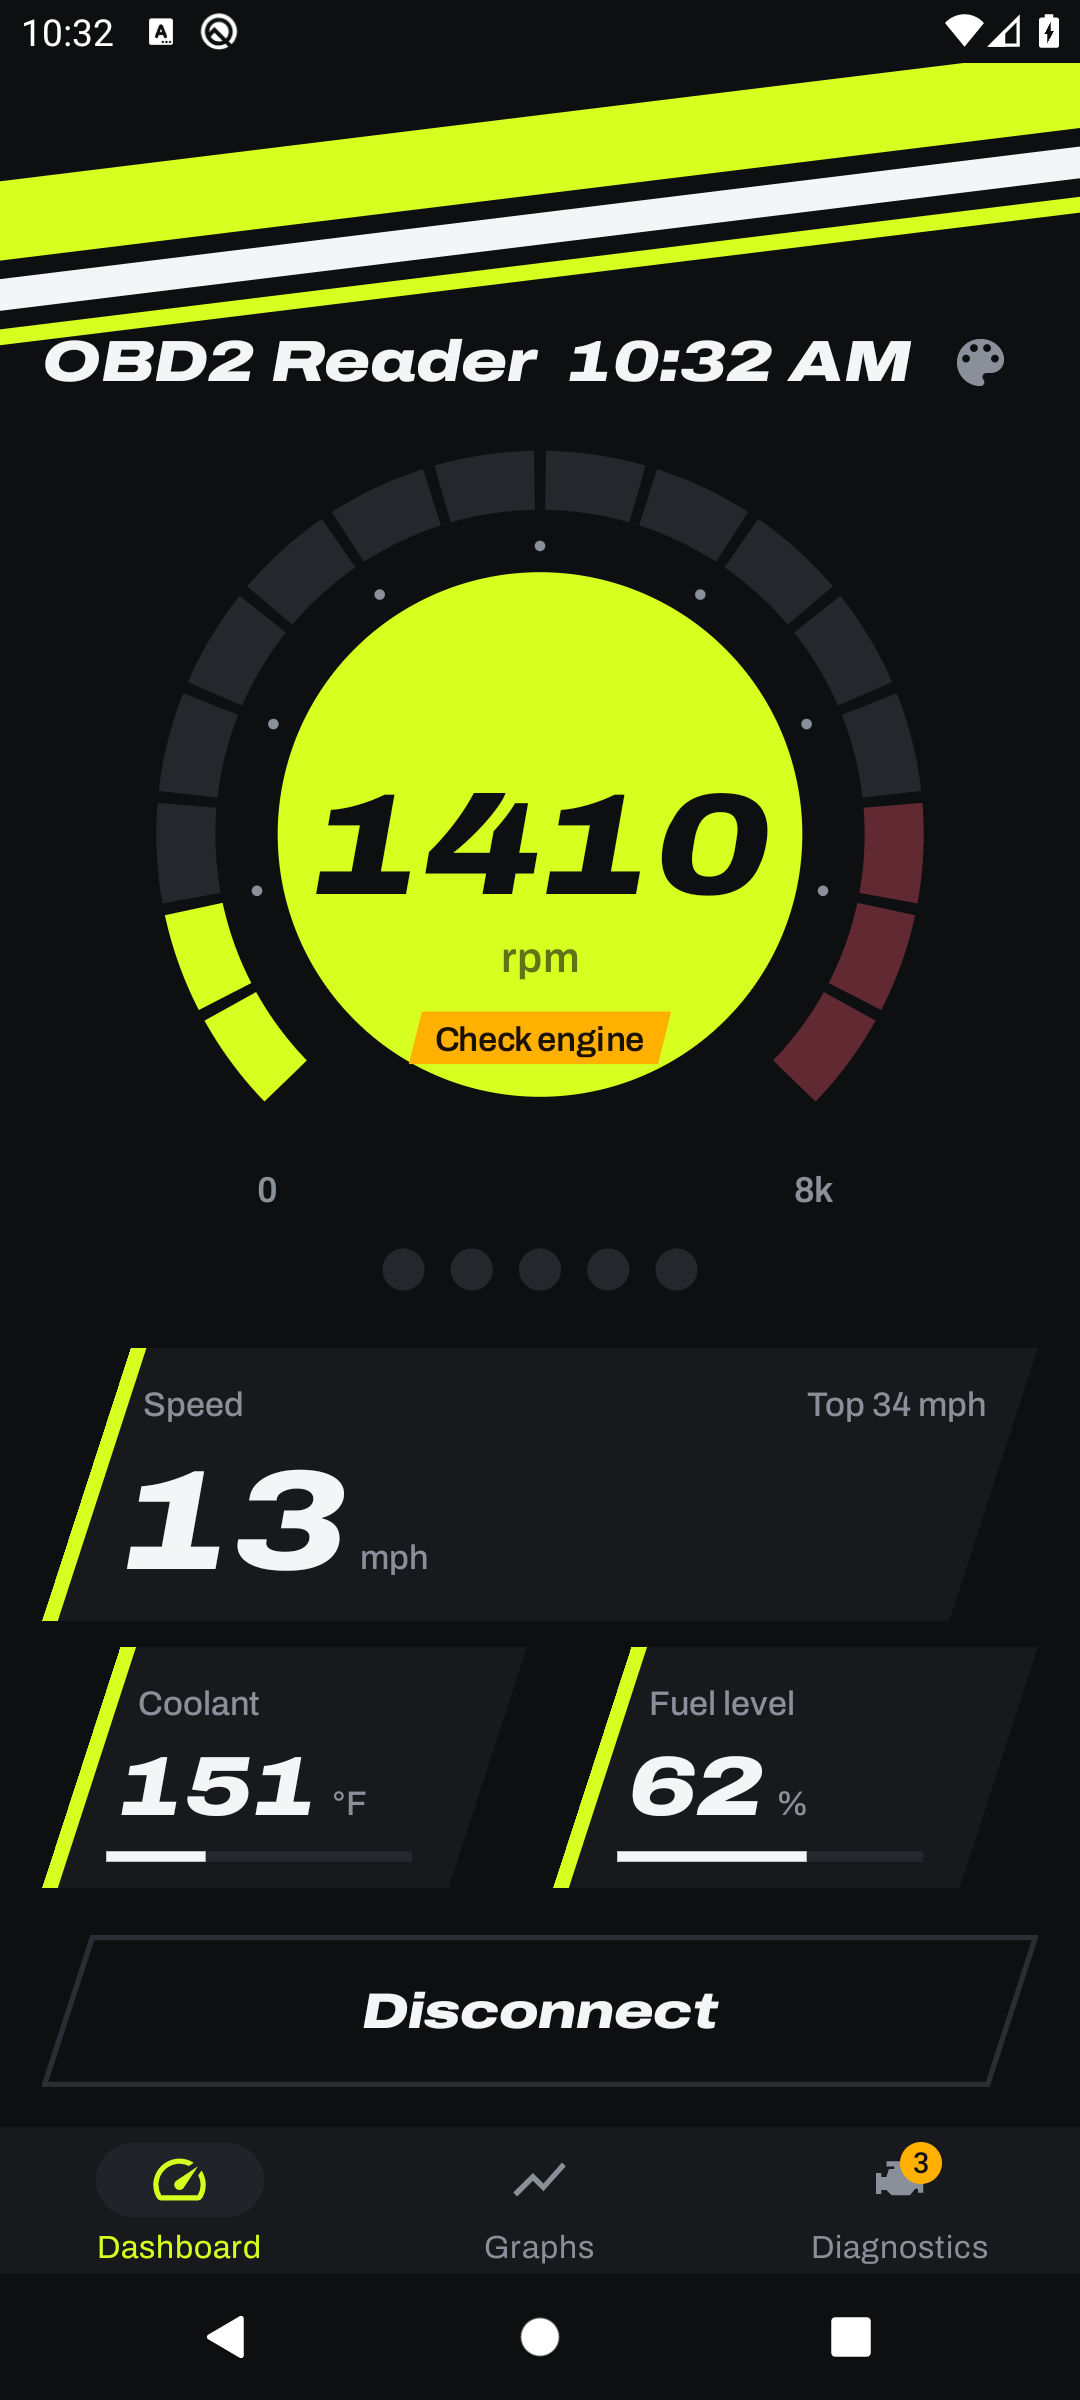 10:32
OBD2 Reader 10:32 AM
1410
rpm
Check engine
0 8k
Speed Top 34 mph
13 mph
Coolant Fuel level
151 °F 62 %
Disconnect
3
Dashboard Graphs Diagnostics